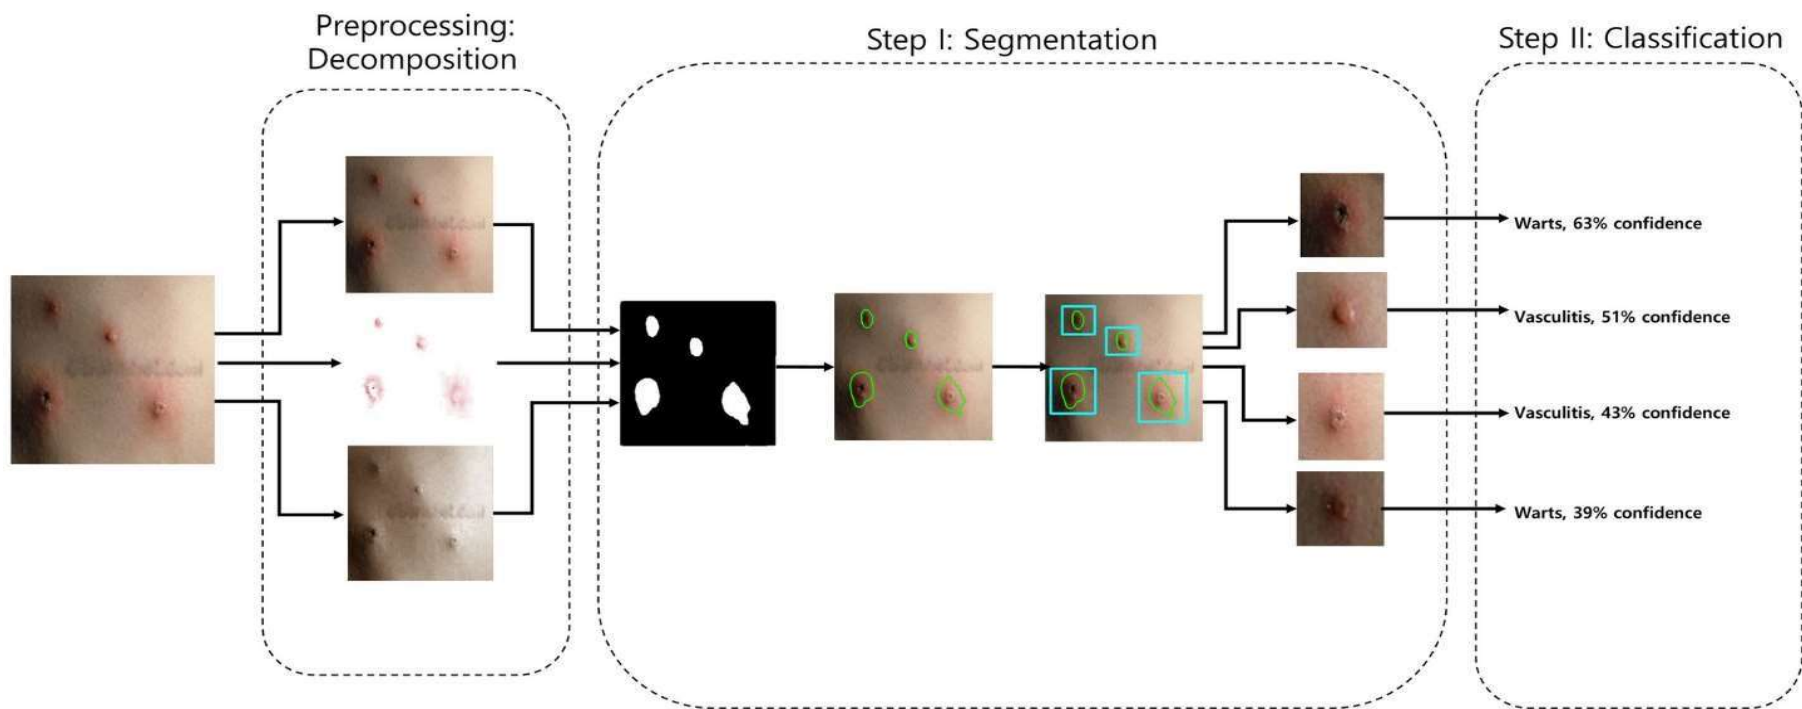 Preprocessing:
Decomposition
Step I: Segmentation
Step II: Classification
Warts, 63% confidence
Vasculitis, 51% confidence
Vasculitis, 43% confidence
Warts, 39% confidence